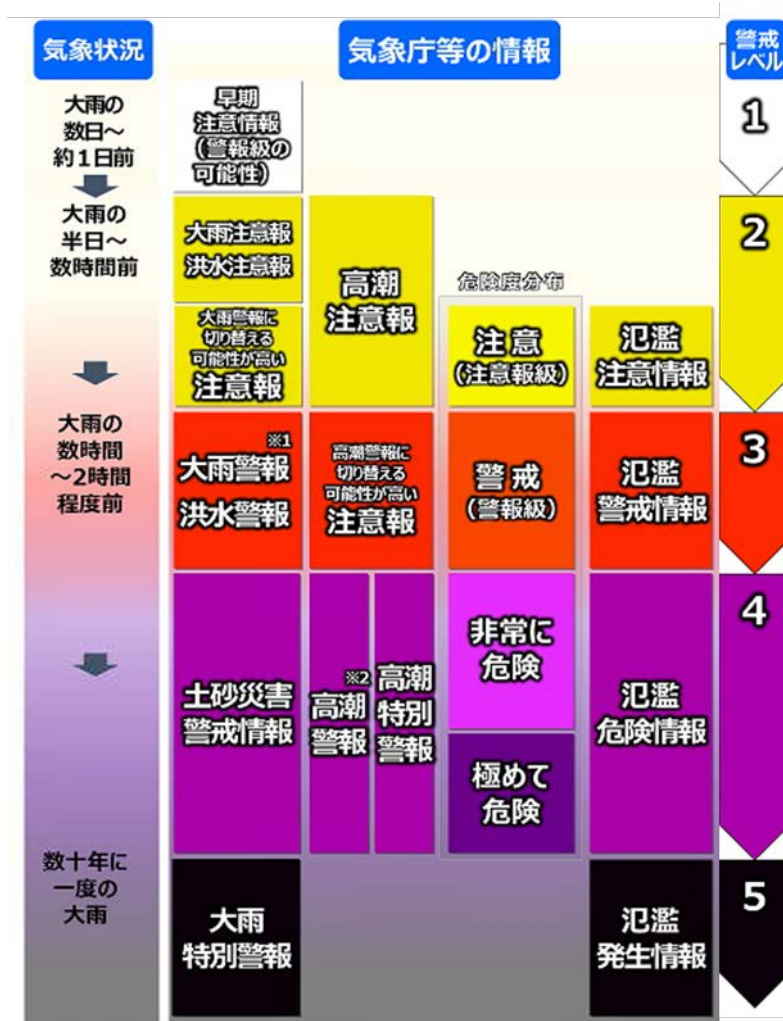 気象状況
気象庁等の情報
警戒
レベル
大雨の
数日~
約1日前
早期
注意情報
(警報級の
可能性)
1
大雨の
半日~
数時間前
大雨注意報
洪水注意報
高潮
注意報
危険度分布
2
大雨警報に
切り替える
可能性が高い
注意報
注意
(注意報級)
氾濫
注意情報
大雨の
数時間
~2時間
程度前
※1
大雨警報
洪水警報
高潮警報に
切り替える
可能性が高い
注意報
警戒
(警報級)
氾濫
警戒情報
3
土砂災害
警戒情報
※2
高潮
警報
高潮
特別
警報
非常に
危険
極めて
危険
氾濫
危険情報
4
数十年に
一度の
大雨
大雨
特別警報
氾濫
発生情報
5